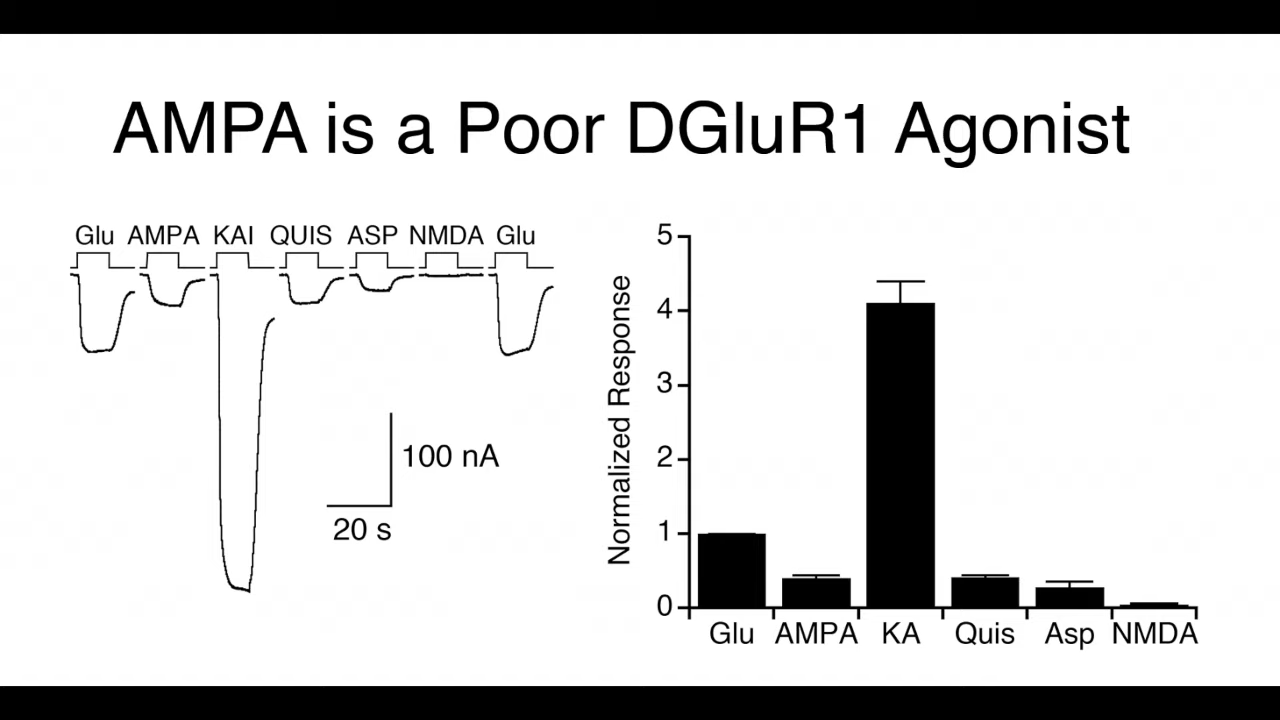 AMPA is a Poor DGluR1 Agonist
Glu AMPA KAI QUIS ASP NMDA Glu
100 nA
20 s
Normalized Response
5
4
3
2
1
0
Glu AMPA KA Quis Asp NMDA